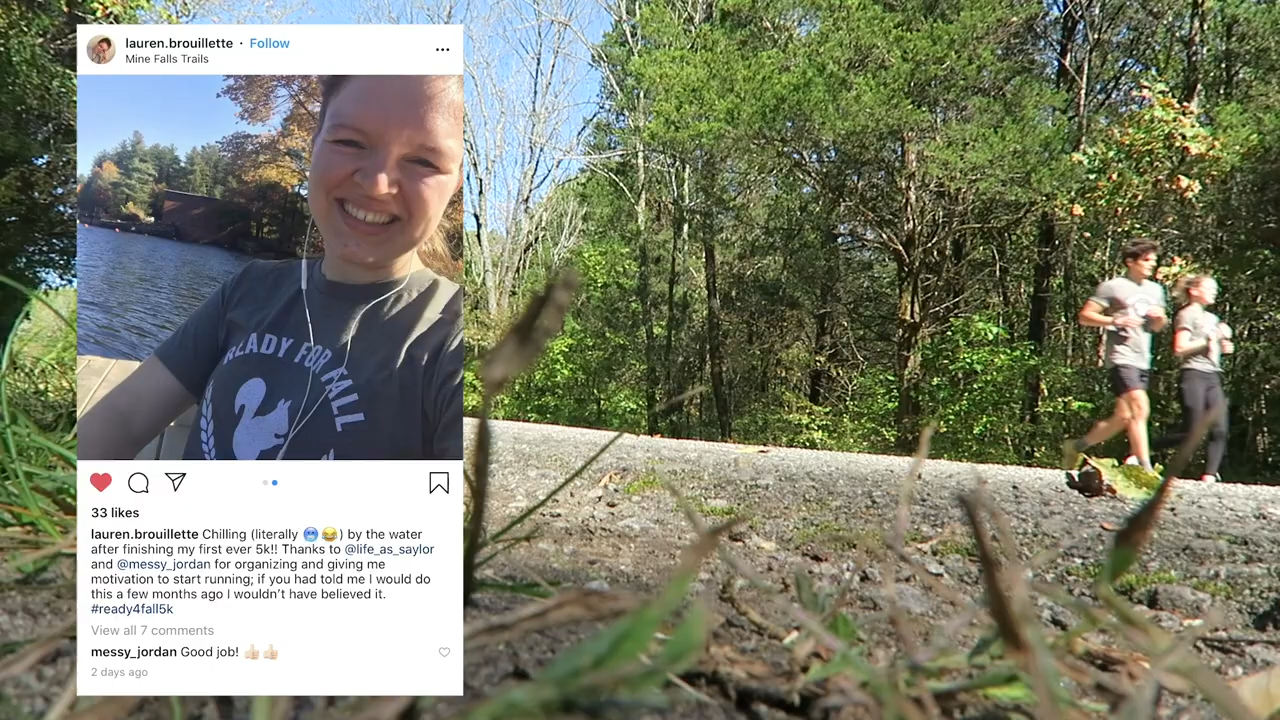 lauren.brouillette · Follow
Mine Falls Trails
READY FOR FALL
33 likes
lauren.brouillette Chilling (literally 🥶😂) by the water
after finishing my first ever 5k!! Thanks to @life_as_saylor
and @messy_jordan for organizing and giving me
motivation to start running; if you had told me I would do
this a few months ago I wouldn't have believed it.
#ready4fall5k
View all 7 comments
messy_jordan Good job! 👍🏻👍🏻
2 days ago